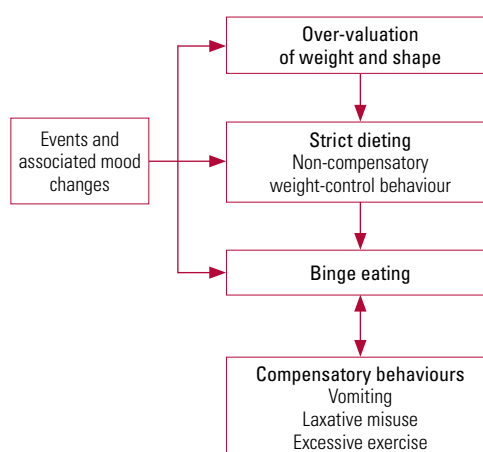 Over-valuation
of weight and shape
Events and
associated mood
changes
Strict dieting
Non-compensatory
weight-control behaviour
Binge eating
Compensatory behaviours
Vomiting
Laxative misuse
Excessive exercise